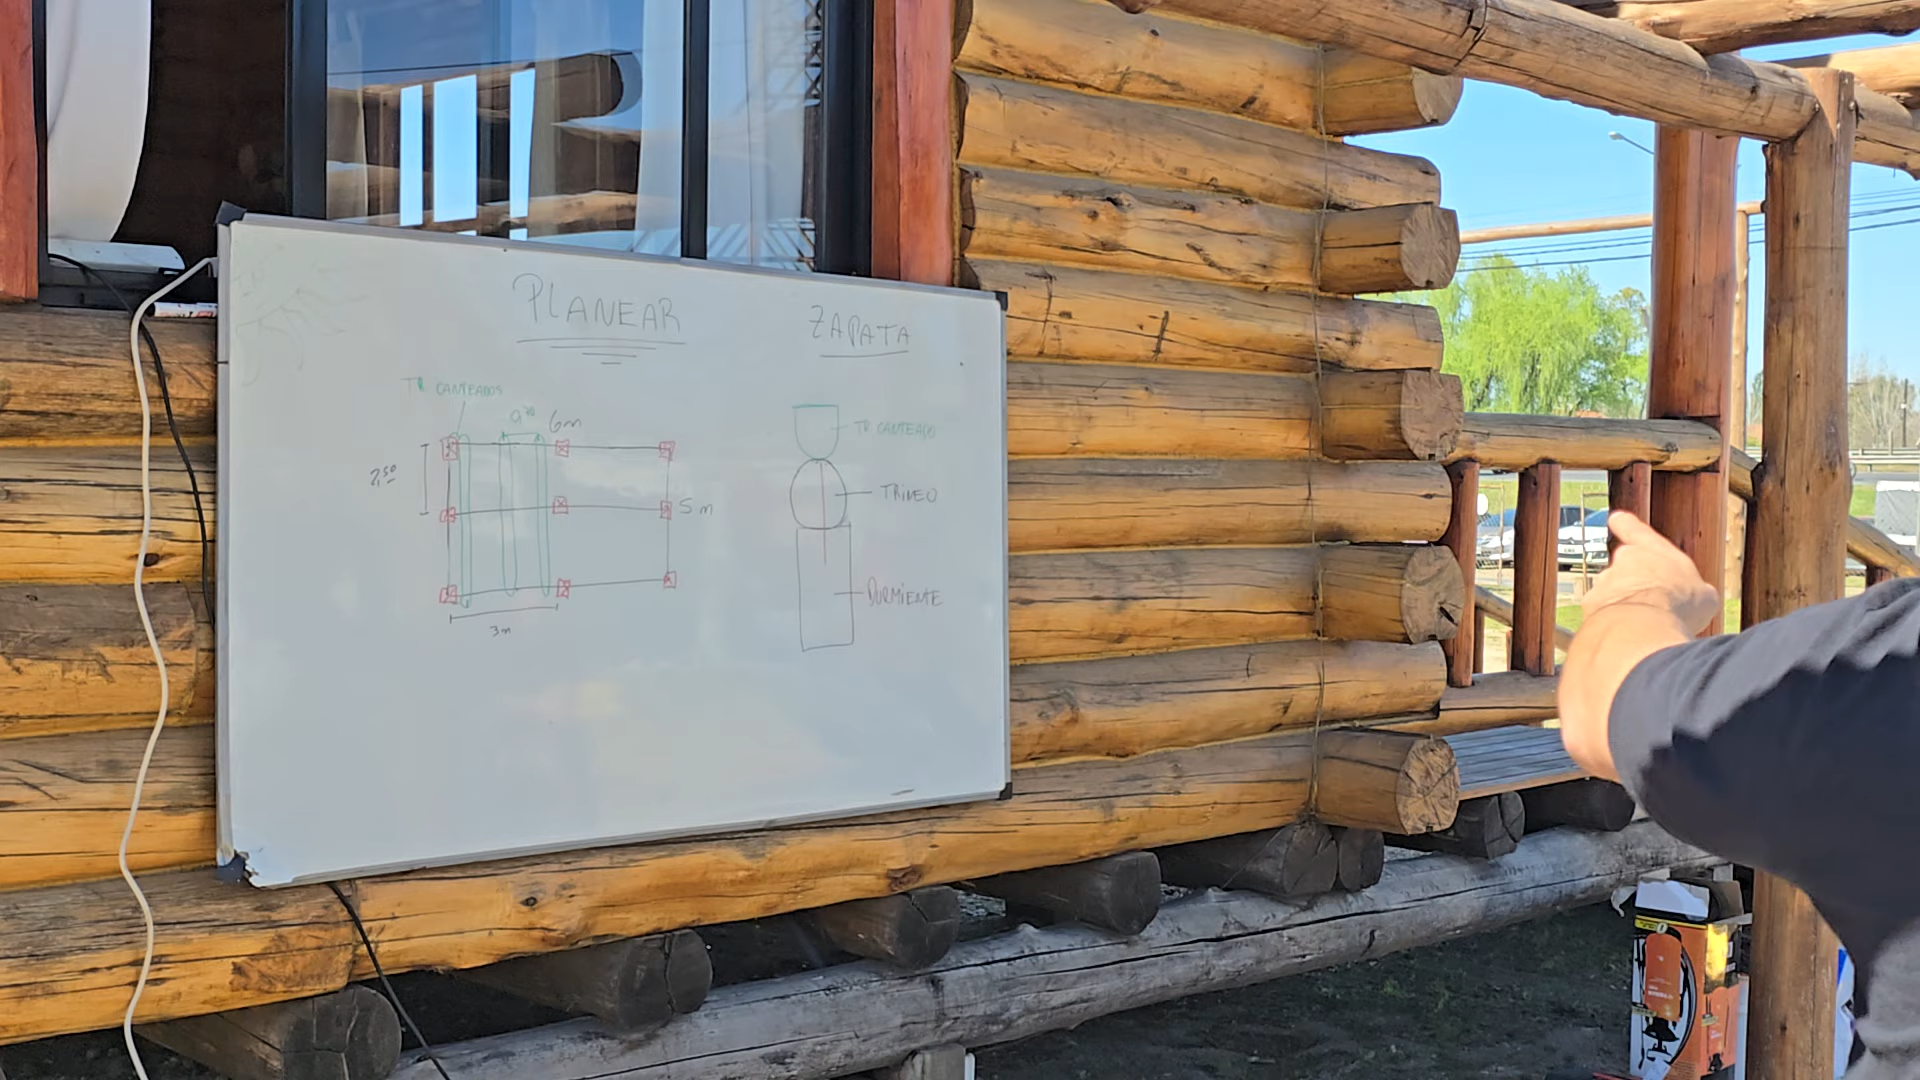 PLANEAR
ZAPATA
TR CANTEADOS
6m
2,50
5m
3m
TR CANTEADO
TRINEO
DURMIENTE